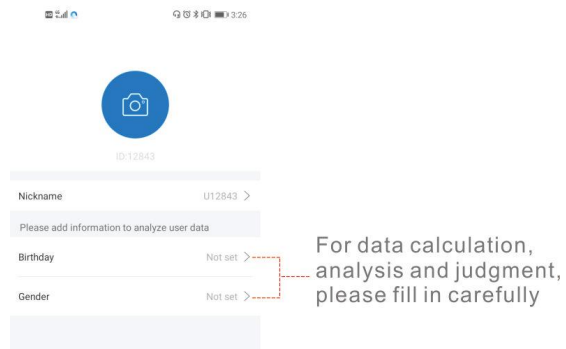 HD 3:26
ID:12843
Nickname U12843 >
Please add information to analyze user data
Birthday Not set >
Gender Not set >
For data calculation,
analysis and judgment,
please fill in carefully